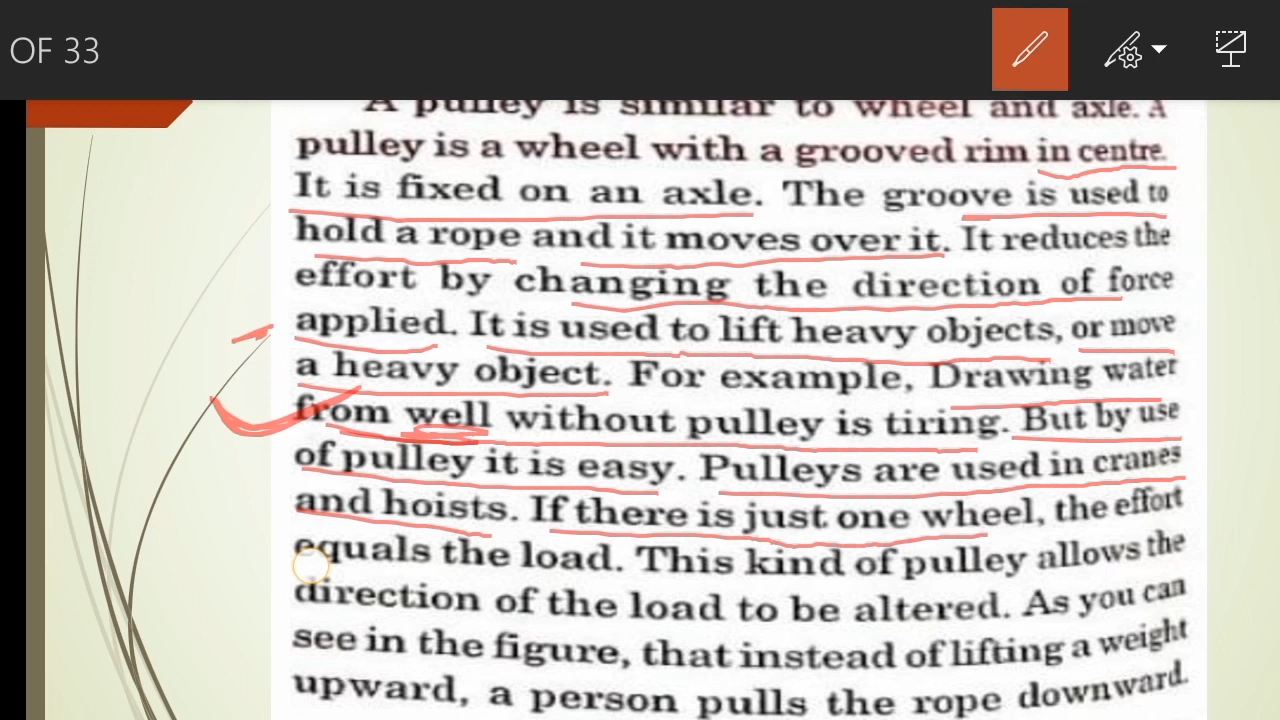 OF 33
A pulley is similar to wheel and axle. A
pulley is a wheel with a grooved rim in centre.
It is fixed on an axle. The groove is used to
hold a rope and it moves over it. It reduces the
effort by changing the direction of force
applied. It is used to lift heavy objects, or move
a heavy object. For example, Drawing water
from well without pulley is tiring. But by use
of pulley it is easy. Pulleys are used in cranes
and hoists. If there is just one wheel, the effort
equals the load. This kind of pulley allows the
direction of the load to be altered. As you can
see in the figure, that instead of lifting a weight
upward, a person pulls the rope downward.